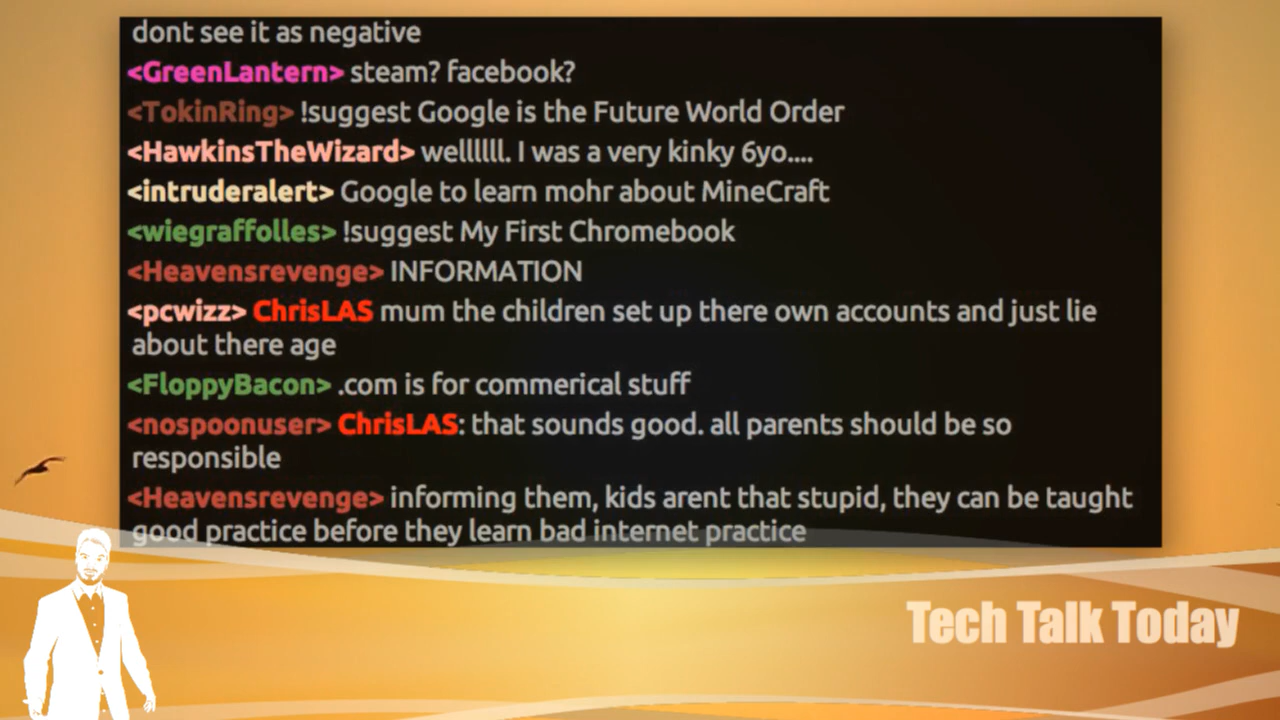 dont see it as negative
<GreenLantern> steam? facebook?
<TokinRing> !suggest Google is the Future World Order
<HawkinsTheWizard> wellllll. I was a very kinky 6yo....
<intruderalert> Google to learn mohr about MineCraft
<wiegraffolles> !suggest My First Chromebook
<Heavensrevenge> INFORMATION
<pcwizz> ChrisLAS mum the children set up there own accounts and just lie
about there age
<FloppyBacon> .com is for commerical stuff
<nospoonuser> ChrisLAS: that sounds good. all parents should be so
responsible
<Heavensrevenge> informing them, kids arent that stupid, they can be taught
good practice before they learn bad internet practice
Tech Talk Today